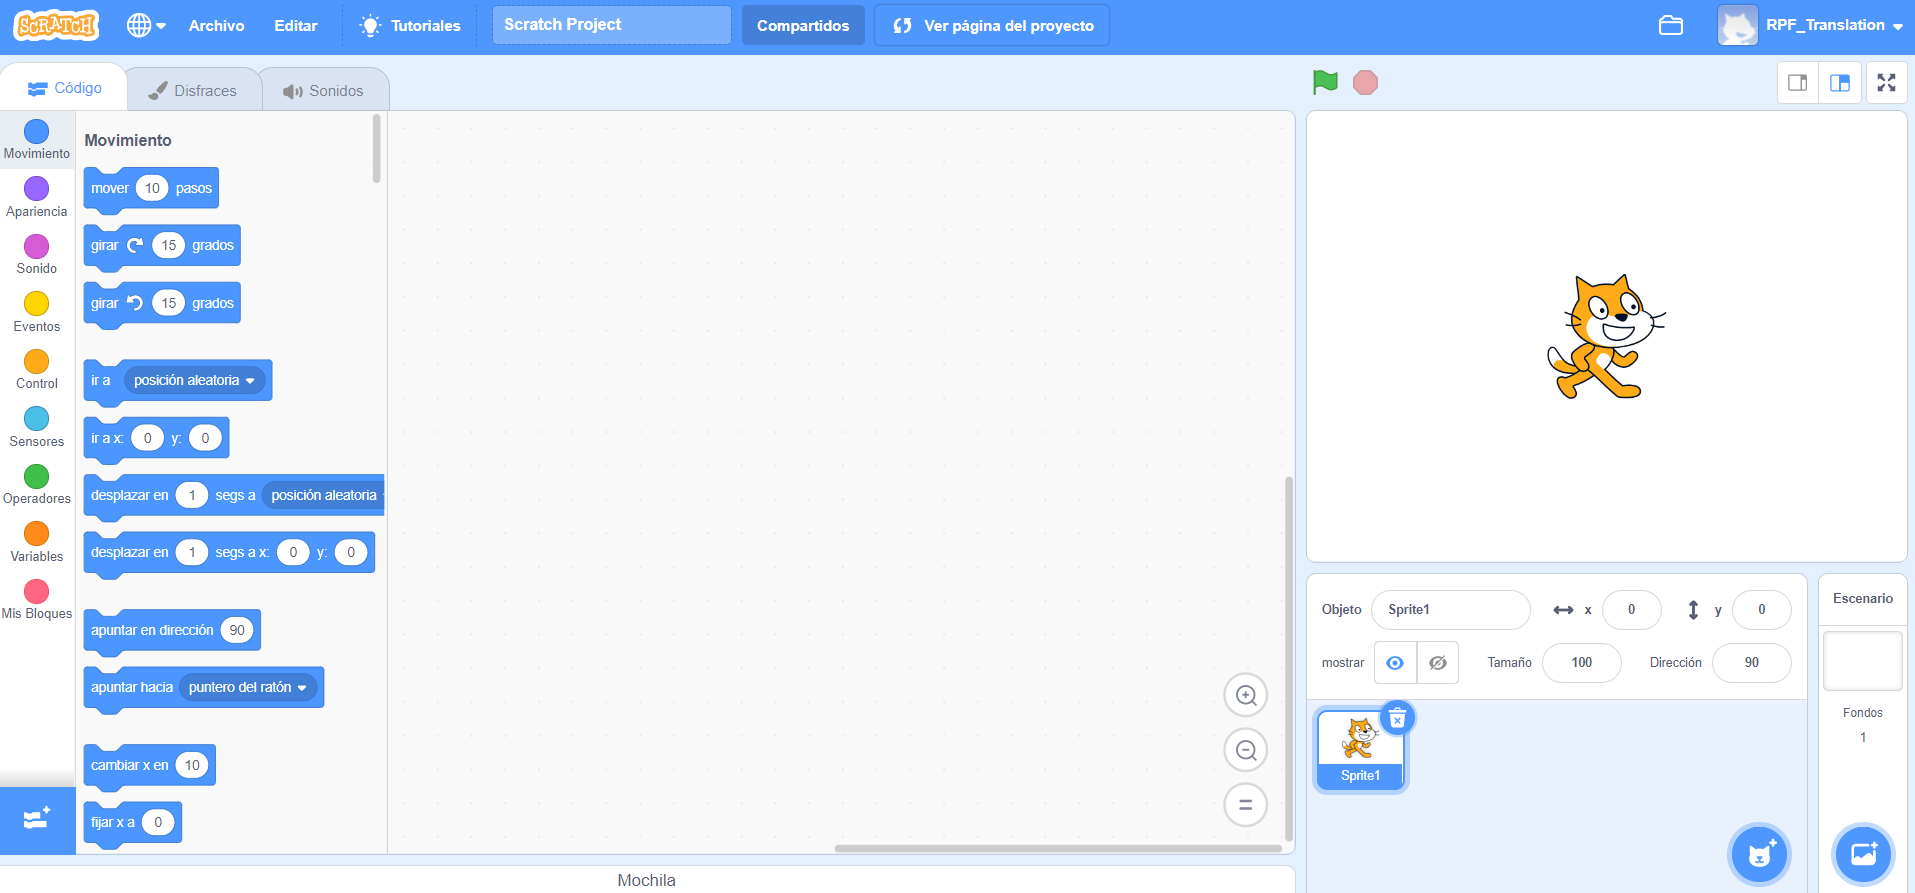 SCRATCH
Archivo
Editar
Tutoriales
Scratch Project
Compartidos
Ver página del proyecto
RPF_Translation
Código
Disfraces
Sonidos
Movimiento
Apariencia
Sonido
Eventos
Control
Sensores
Operadores
Variables
Mis Bloques
Movimiento
mover 10 pasos
girar 15 grados
girar 15 grados
ir a posición aleatoria
ir a x: 0 y: 0
desplazar en 1 segs a posición aleatoria
desplazar en 1 segs a x: 0 y: 0
apuntar en dirección 90
apuntar hacia puntero del ratón
cambiar x en 10
fijar x a 0
Mochila
Objeto Sprite1 x 0 y 0
mostrar Tamaño 100 Dirección 90
Sprite1
Escenario
Fondos
1